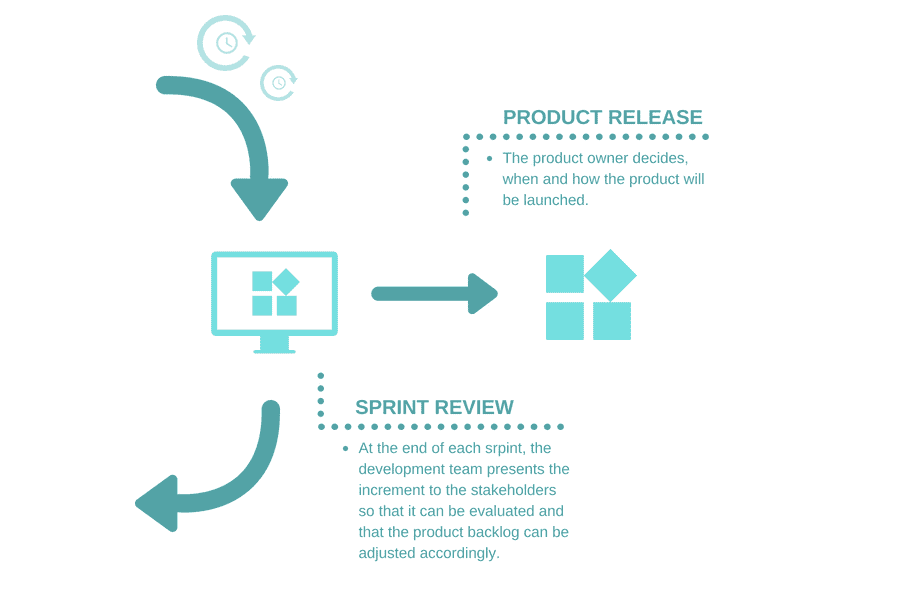 PRODUCT RELEASE
• The product owner decides,
when and how the product will
be launched.
SPRINT REVIEW
• At the end of each srpint, the
development team presents the
increment to the stakeholders
so that it can be evaluated and
that the product backlog can be
adjusted accordingly.